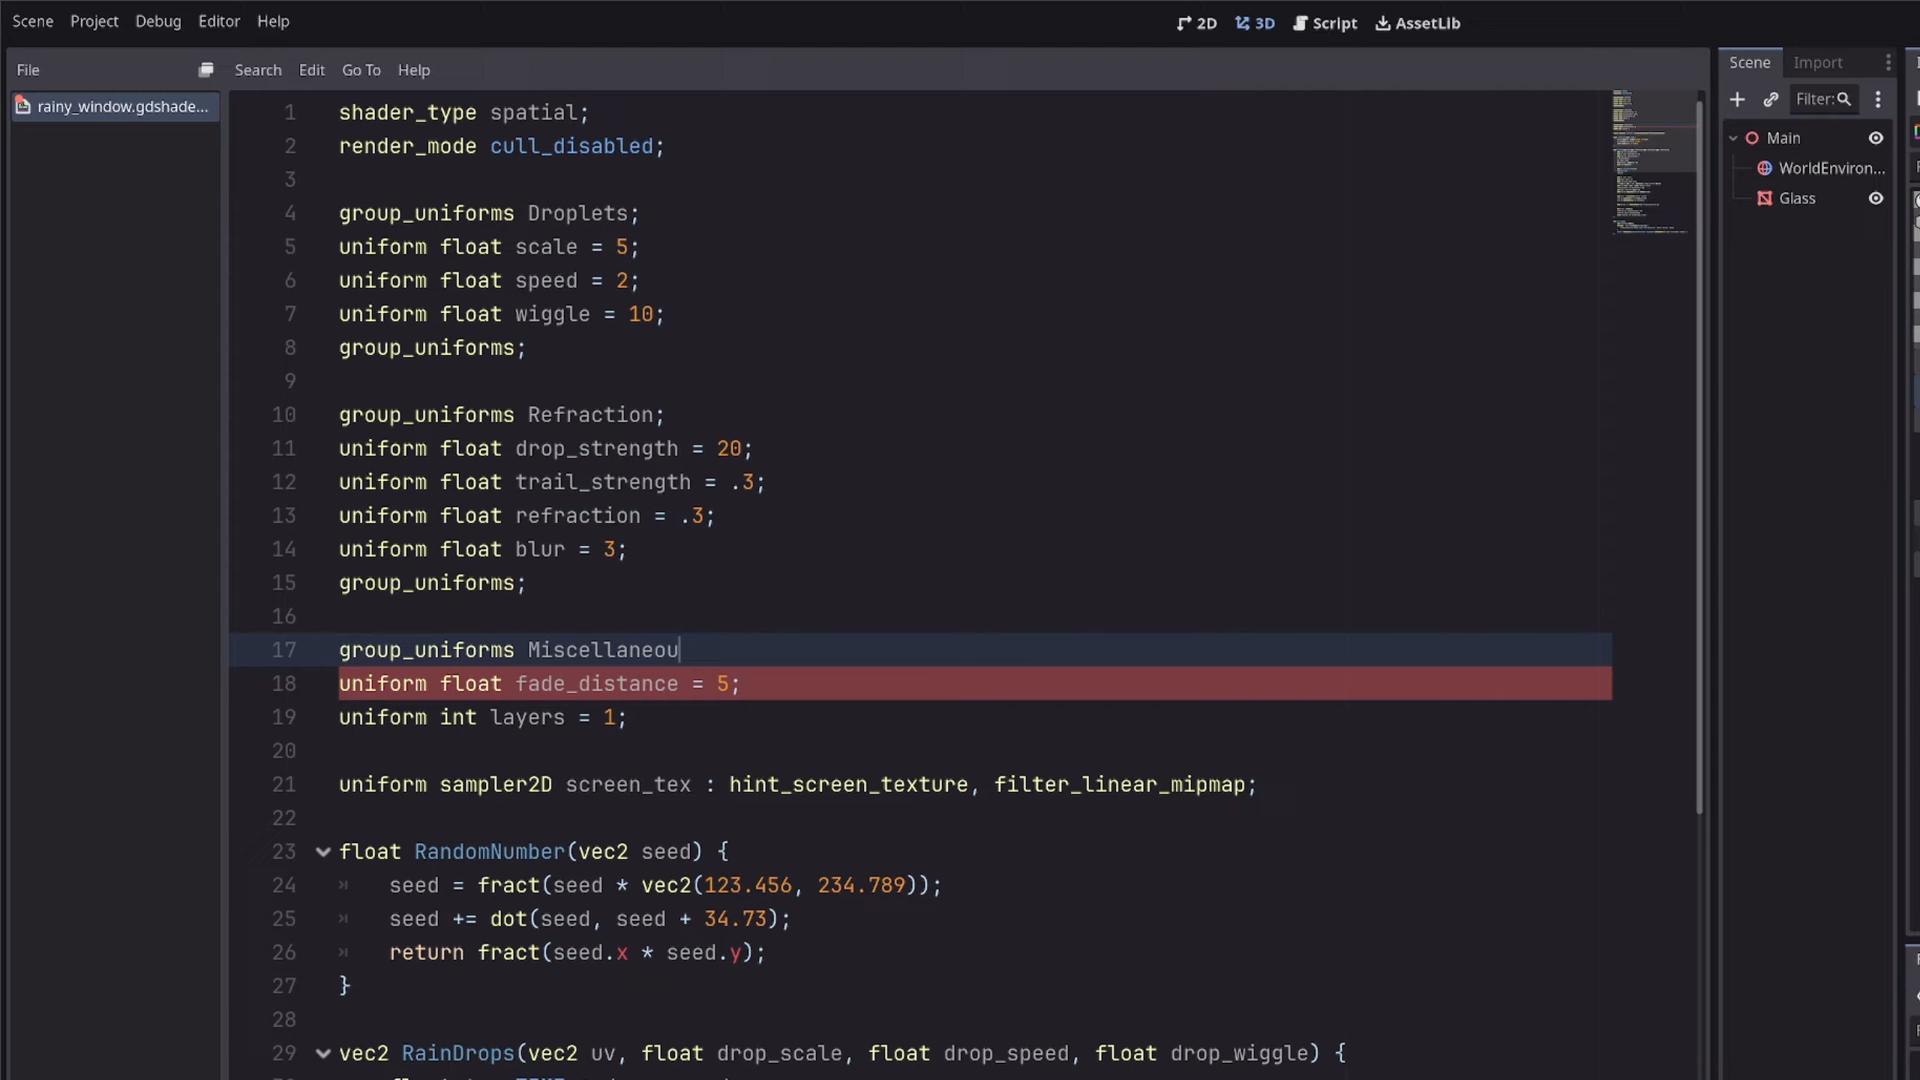 Scene Project Debug Editor Help
2D 3D Script AssetLib
File
Search Edit Go To Help
Scene Import
rainy_window.gdshade...
Filter:
Main
WorldEnviron...
Glass
1 shader_type spatial;
2 render_mode cull_disabled;
3
4 group_uniforms Droplets;
5 uniform float scale = 5;
6 uniform float speed = 2;
7 uniform float wiggle = 10;
8 group_uniforms;
9
10 group_uniforms Refraction;
11 uniform float drop_strength = 20;
12 uniform float trail_strength = .3;
13 uniform float refraction = .3;
14 uniform float blur = 3;
15 group_uniforms;
16
17 group_uniforms Miscellaneou
18 uniform float fade_distance = 5;
19 uniform int layers = 1;
20
21 uniform sampler2D screen_tex : hint_screen_texture, filter_linear_mipmap;
22
23 float RandomNumber(vec2 seed) {
24 seed = fract(seed * vec2(123.456, 234.789));
25 seed += dot(seed, seed + 34.73);
26 return fract(seed.x * seed.y);
27 }
28
29 vec2 RainDrops(vec2 uv, float drop_scale, float drop_speed, float drop_wiggle) {